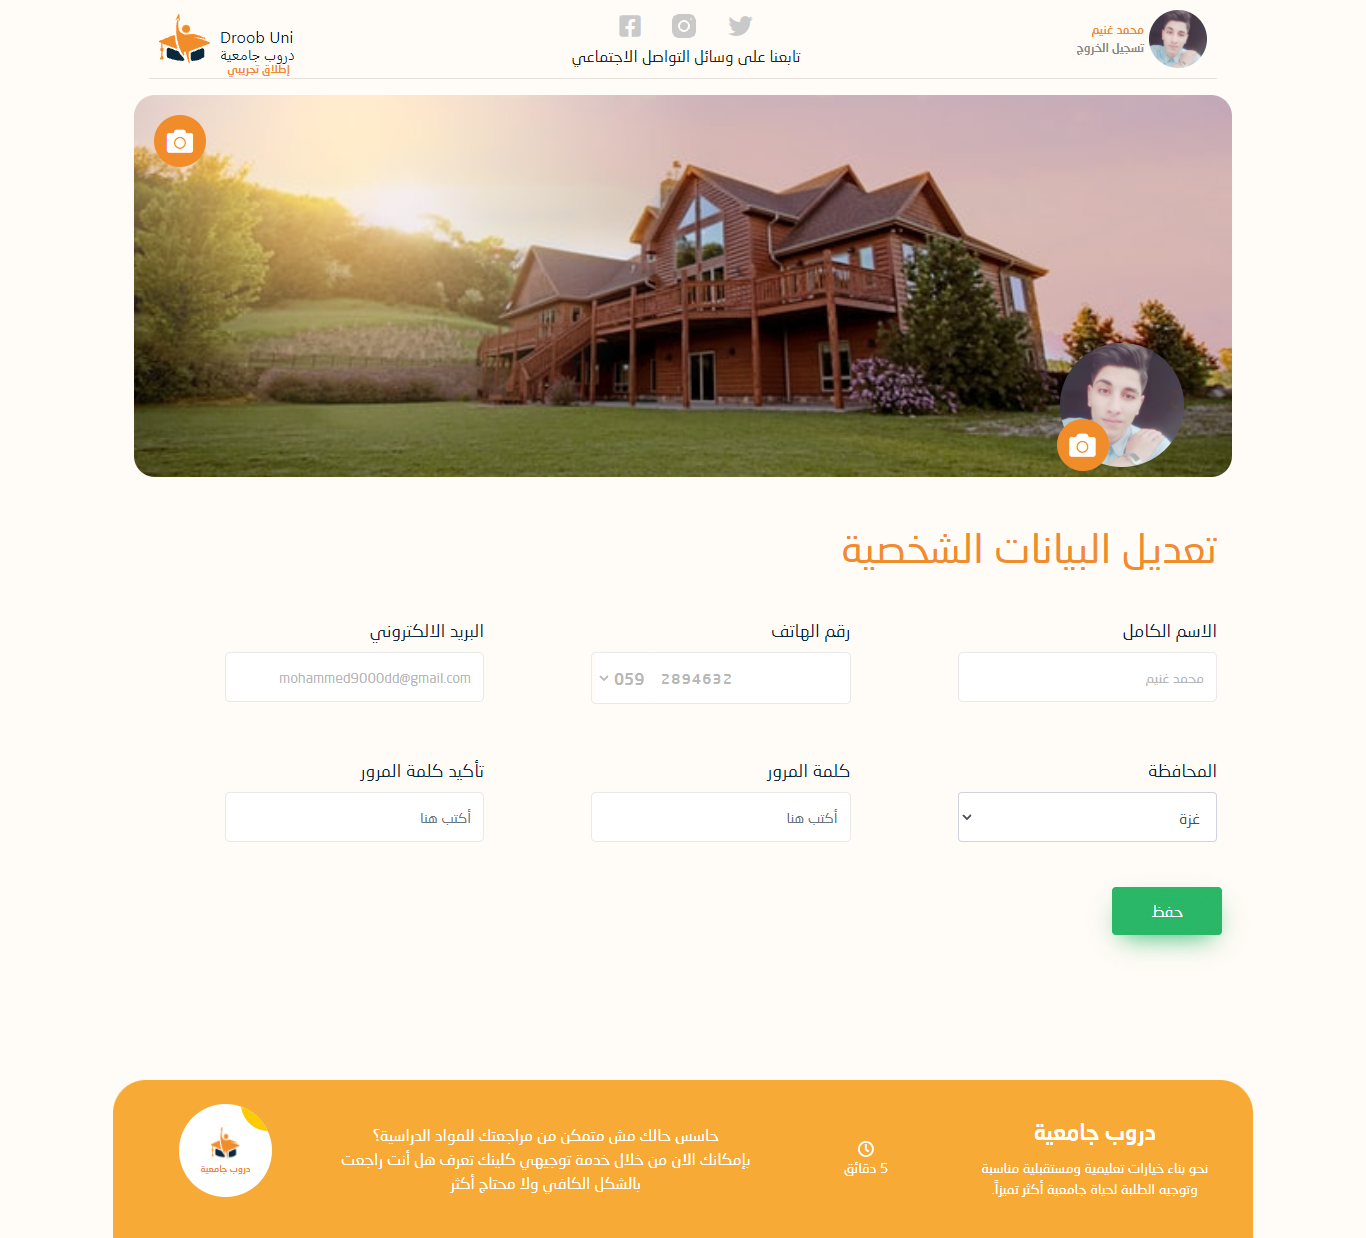 محمد غنيم
تسجيل الخروج
تابعنا على وسائل التواصل الاجتماعي
Droob Uni
دروب جامعية
إطلاق تجريبي
تعديل البيانات الشخصية
الاسم الكامل
محمد غنيم
رقم الهاتف
059 2894632
البريد الالكتروني
mohammed9000dd@gmail.com
المحافظة
غزة
كلمة المرور
أكتب هنا
تأكيد كلمة المرور
أكتب هنا
حفظ
دروب جامعية
نحو بناء خيارات تعليمية ومستقبلية مناسبة
وتوجيه الطلبة لحياة جامعية أكثر تميزاً.
5 دقائق
حاسس حالك مش متمكن من مراجعتك للمواد الدراسية؟
بإمكانك الان من خلال خدمة توجيهي كلينك تعرف هل أنت راجعت
بالشكل الكافي ولا محتاج أكثر
دروب جامعية